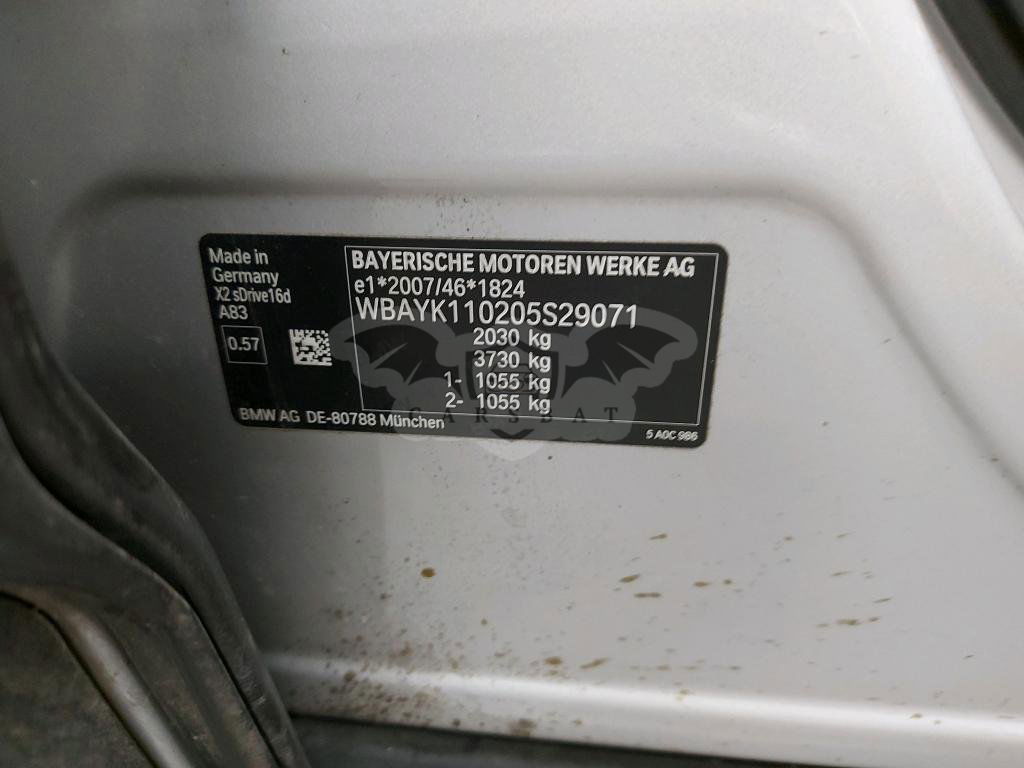 Made in
Germany
X2 sDrive16d
A83
0.57
BAYERISCHE MOTOREN WERKE AG
e1*2007/46*1824
WBAYK110205S29071
2030 kg
3730 kg
1- 1055 kg
2- 1055 kg
BMW AG DE-80788 München
5 A0C 986
CARSBAT